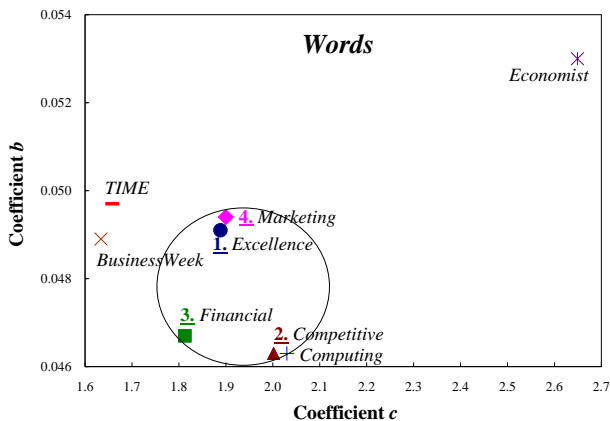 Words
0.054
0.052
0.050
0.048
0.046
Coefficient b
Economist
TIME
BusinessWeek
4. Marketing
1. Excellence
3. Financial
2. Competitive
Computing
1.6 1.7 1.8 1.9 2.0 2.1 2.2 2.3 2.4 2.5 2.6 2.7
Coefficient c